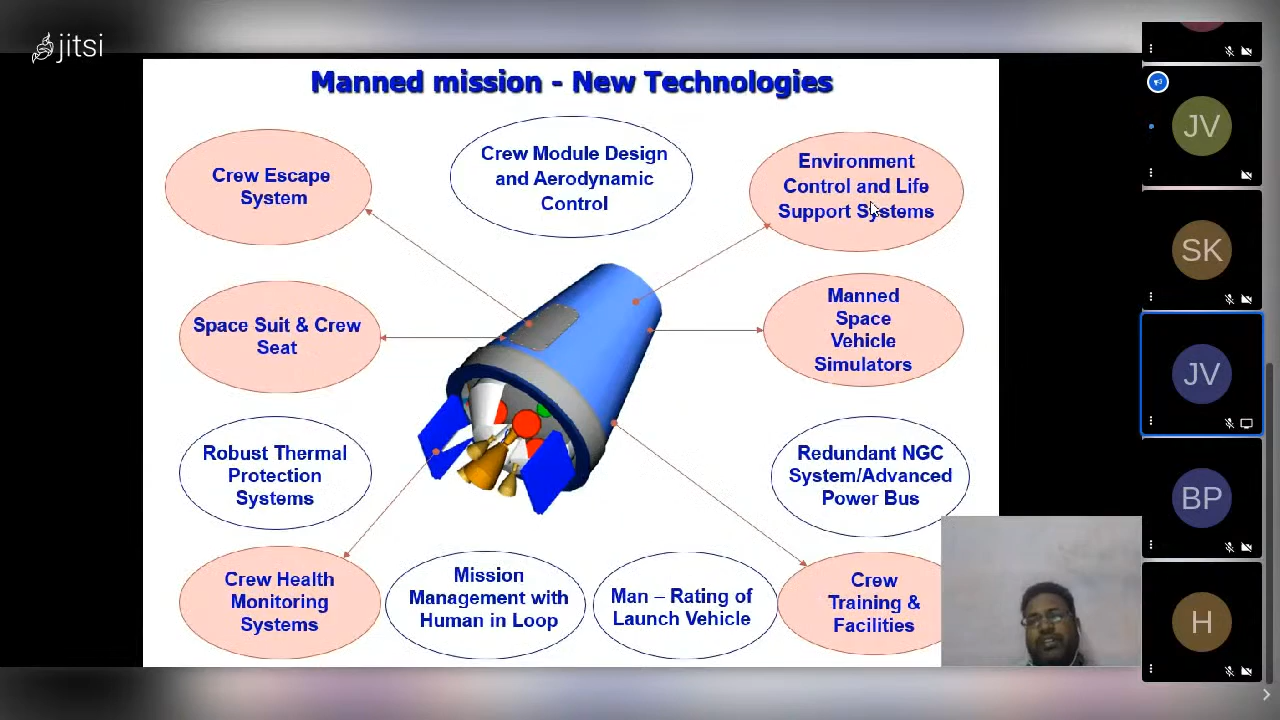 jitsi
Manned mission - New Technologies
Crew Escape
System
Crew Module Design
and Aerodynamic
Control
Environment
Control and Life
Support Systems
Space Suit & Crew
Seat
Manned
Space
Vehicle
Simulators
Robust Thermal
Protection
Systems
Redundant NGC
System/Advanced
Power Bus
Crew Health
Monitoring
Systems
Mission
Management with
Human in Loop
Man – Rating of
Launch Vehicle
Crew
Training &
Facilities
JV
SK
JV
BP
H